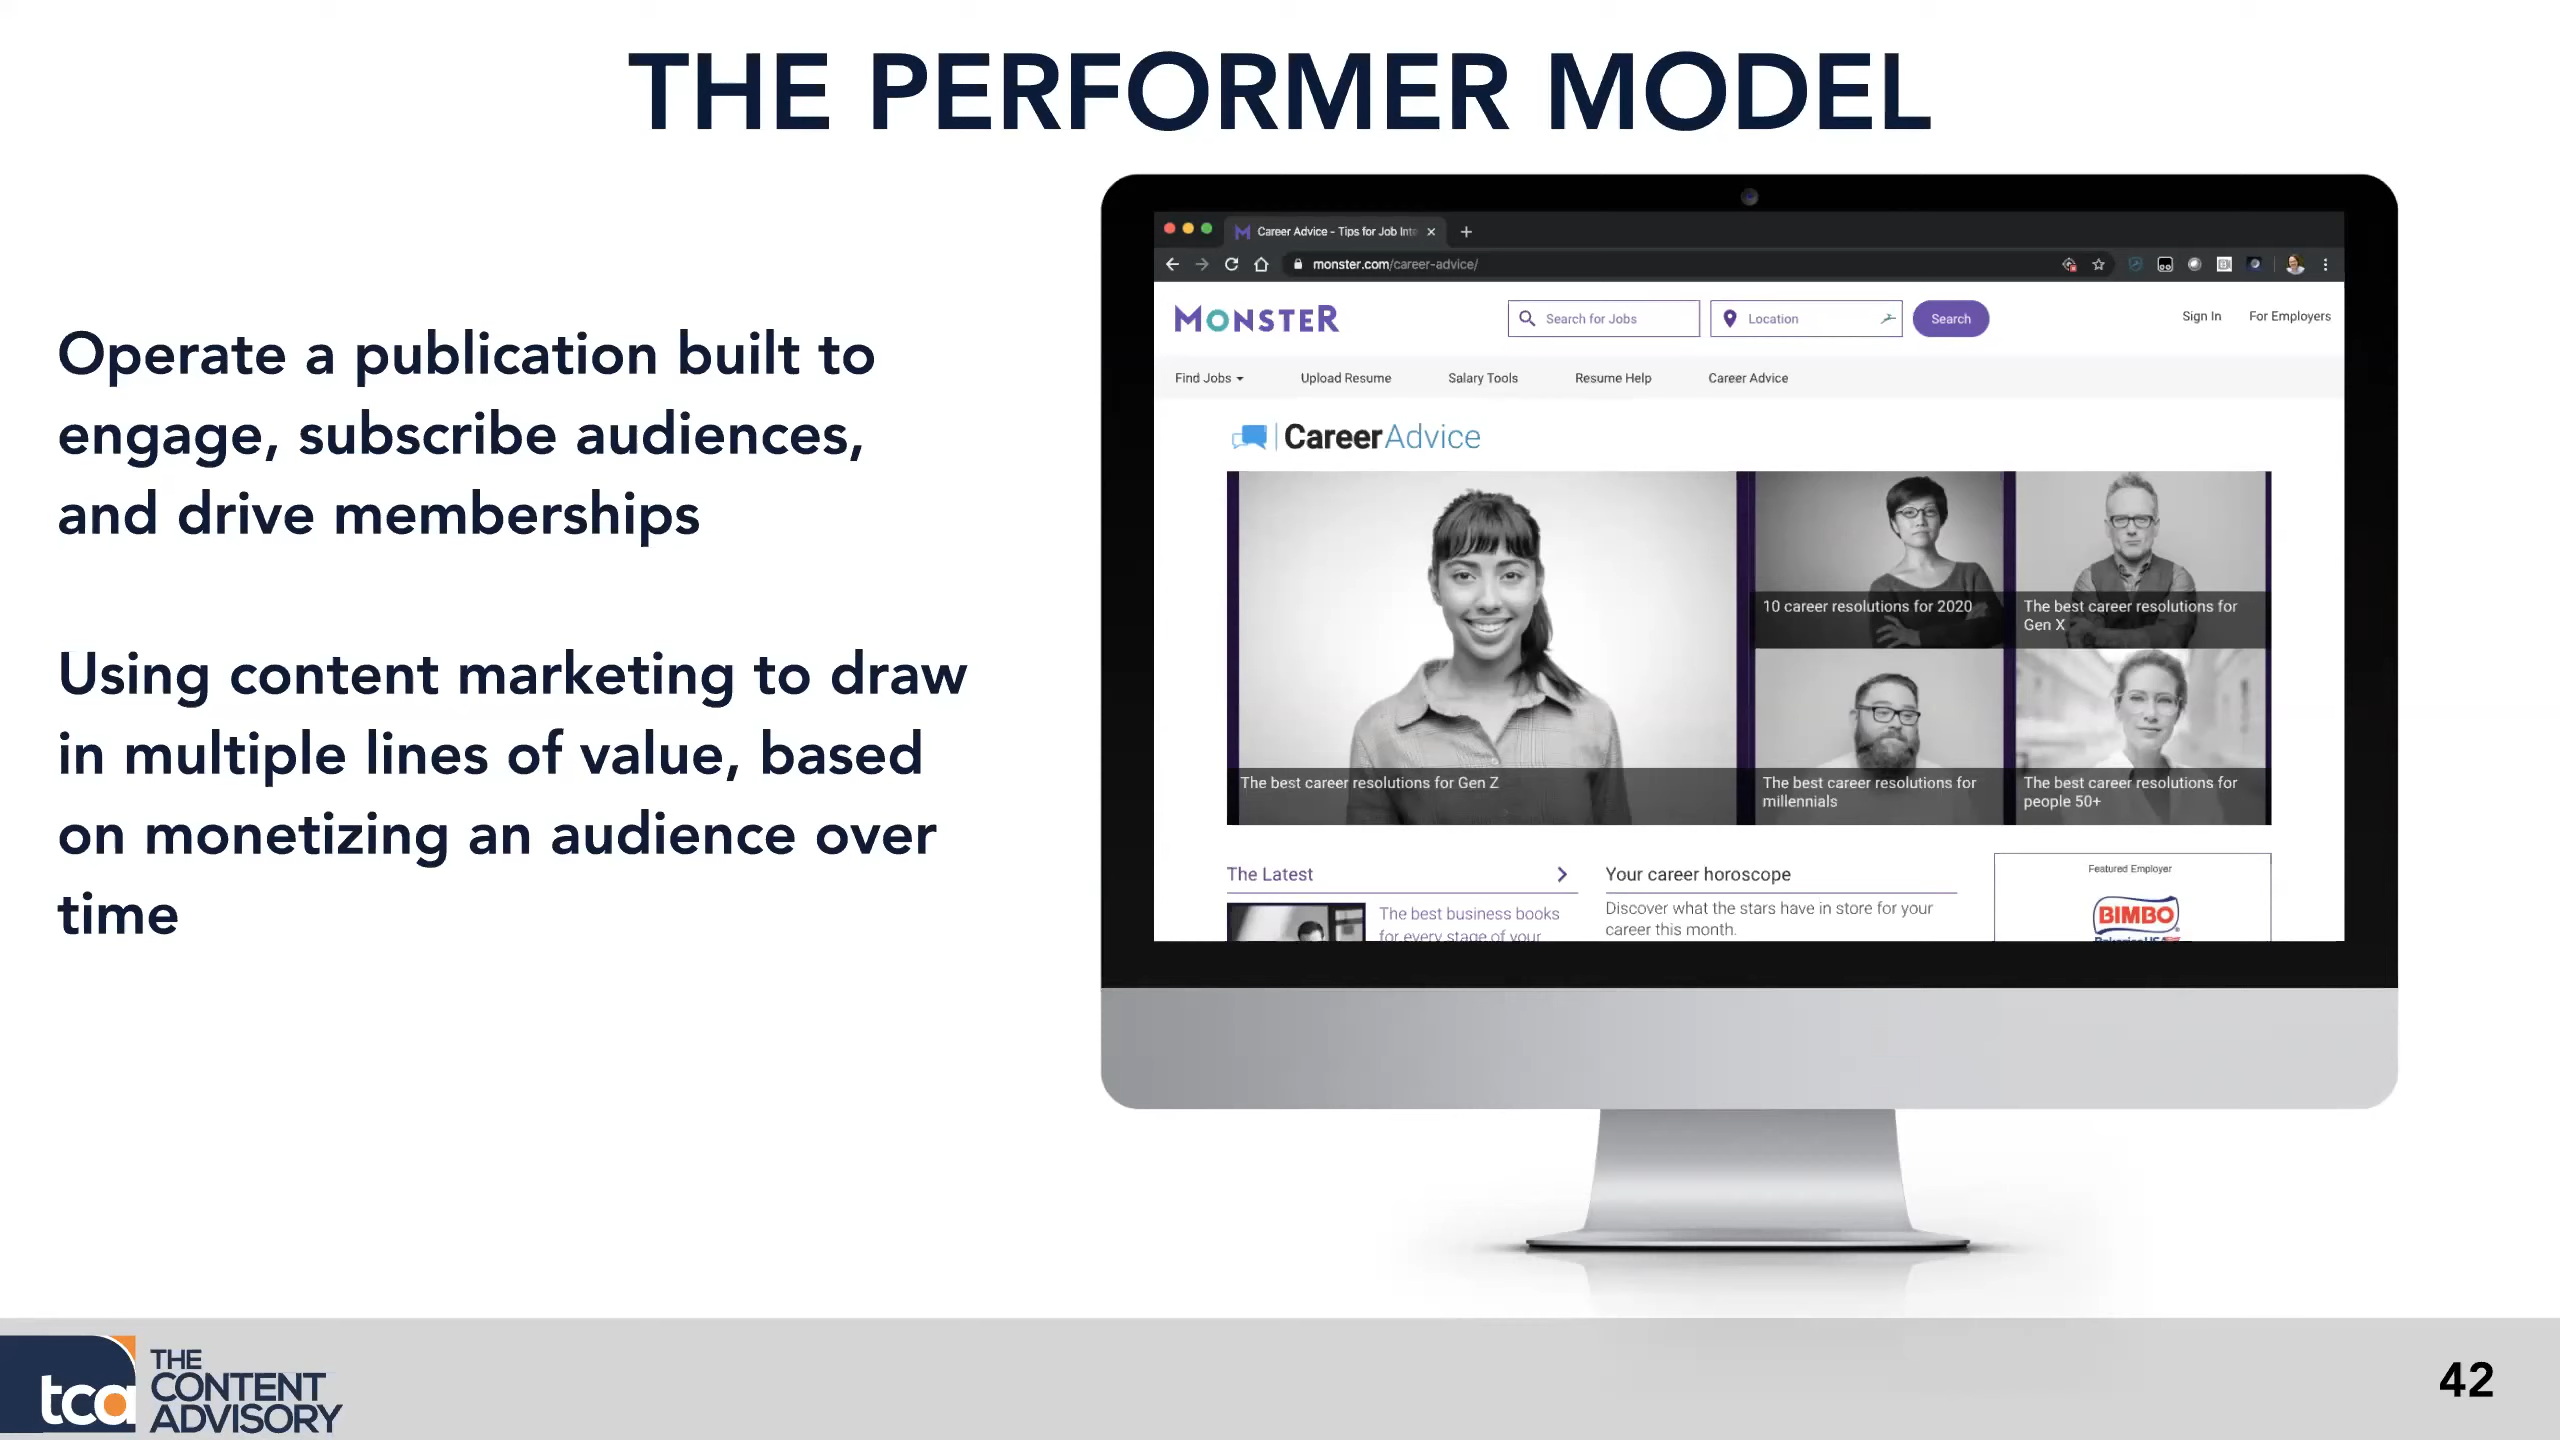 THE PERFORMER MODEL
Operate a publication built to
engage, subscribe audiences,
and drive memberships
Using content marketing to draw
in multiple lines of value, based
on monetizing an audience over
time
Career Advice - Tips for Job Inte
monster.com/career-advice/
MONSTER
Search for Jobs
Location
Search
Sign In
For Employers
Find Jobs
Upload Resume
Salary Tools
Resume Help
Career Advice
CareerAdvice
The best career resolutions for Gen Z
10 career resolutions for 2020
The best career resolutions for
Gen X
The best career resolutions for
millennials
The best career resolutions for
people 50+
The Latest
The best business books
for every stage of your
Your career horoscope
Discover what the stars have in store for your
career this month.
Featured Employer
BIMBO
tca
THE
CONTENT
ADVISORY
42